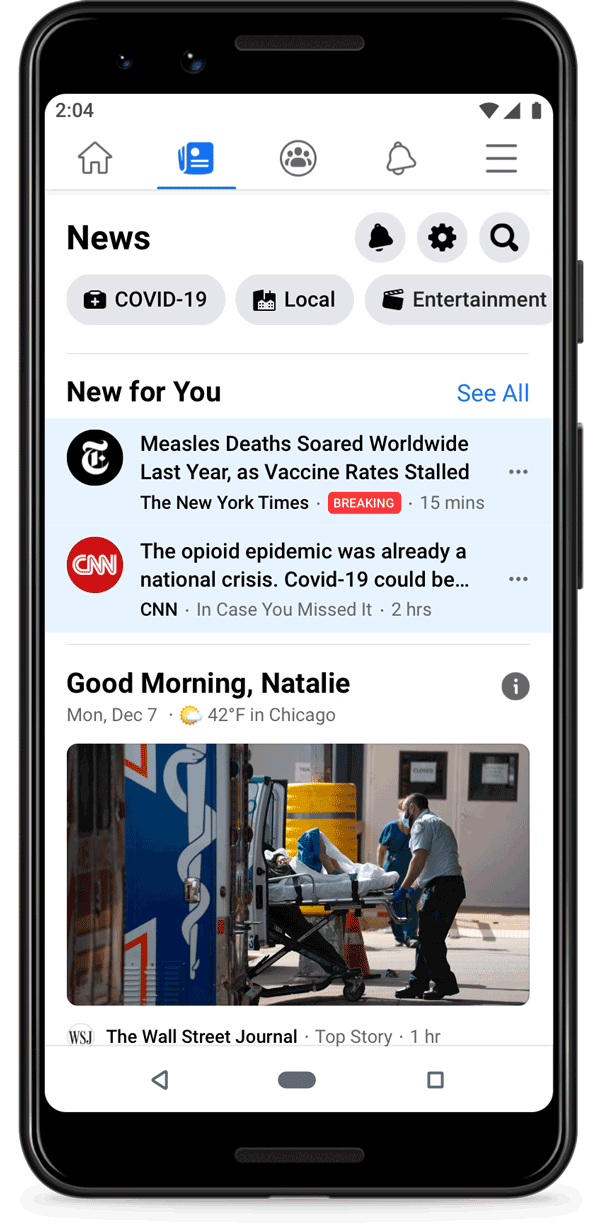 2:04
News
COVID-19
Local
Entertainment
New for You
See All
Measles Deaths Soared Worldwide
Last Year, as Vaccine Rates Stalled
The New York Times · BREAKING · 15 mins
CNN
The opioid epidemic was already a
national crisis. Covid-19 could be...
CNN · In Case You Missed It · 2 hrs
Good Morning, Natalie
Mon, Dec 7 · 42°F in Chicago
CLOSED
WSJ
The Wall Street Journal · Top Story · 1 hr